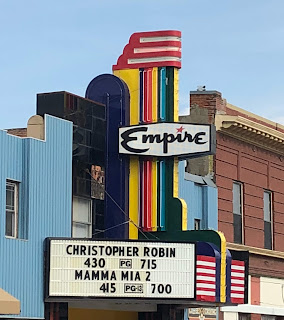 Empire
CHRISTOPHER ROBIN
430 PG 715
MAMMA MIA 2
415 PG-13 700